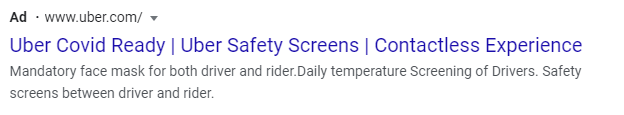 Ad · www.uber.com/
Uber Covid Ready | Uber Safety Screens | Contactless Experience
Mandatory face mask for both driver and rider.Daily temperature Screening of Drivers. Safety
screens between driver and rider.